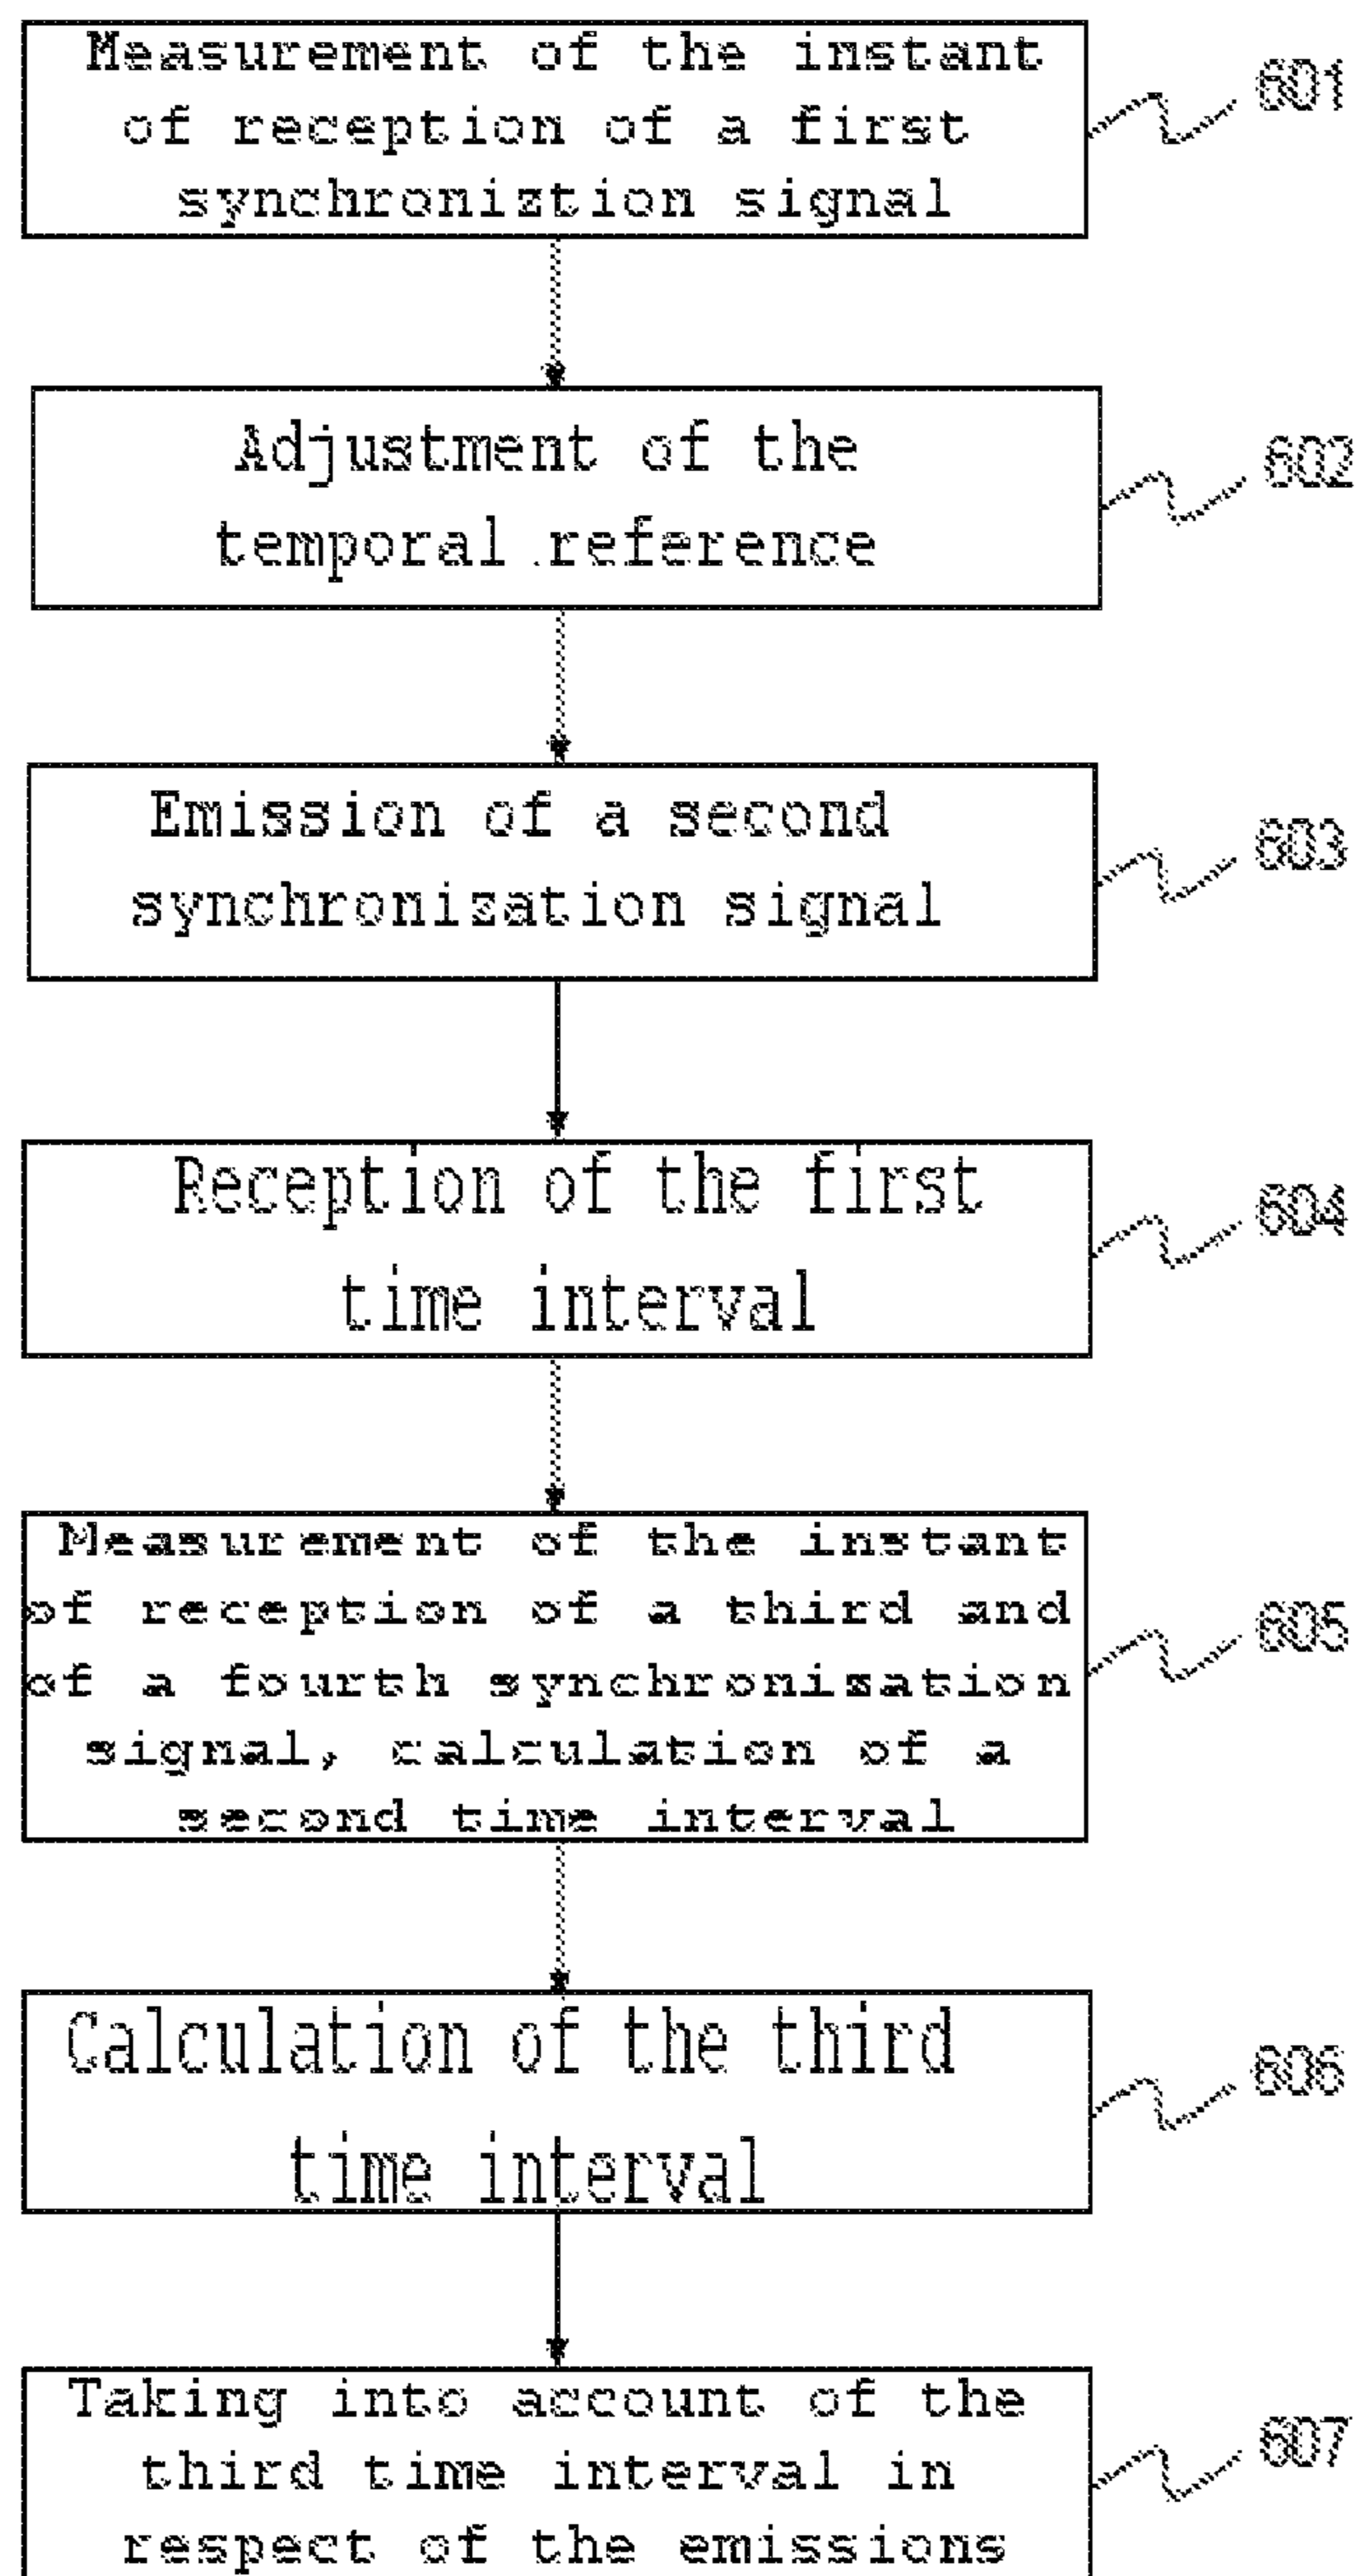 Measurement of the instant
of reception of a first
synchroniztion signal
601
Adjustment of the
temporal reference
602
Emission of a second
synchronization signal
603
Reception of the first
time interval
604
Measurement of the instant
of reception of a third and
of a fourth synchronization
signal, calculation of a
second time interval
605
Calculation of the third
time interval
606
Taking into account of the
third time interval in
respect of the emissions
607